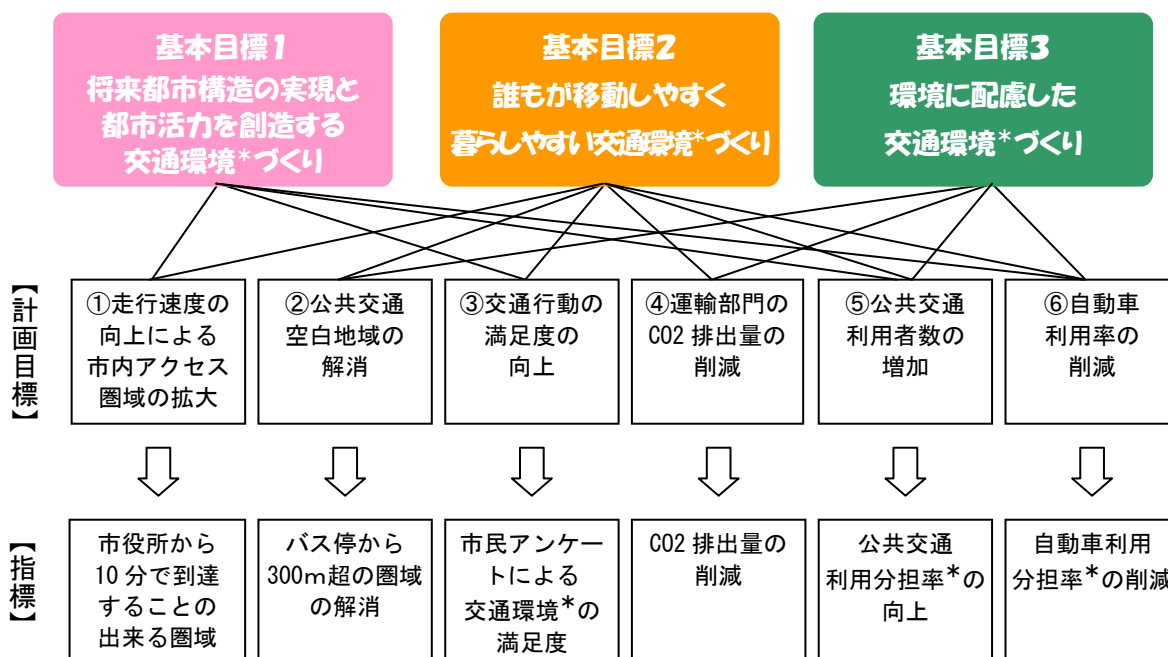 基本目標1
将来都市構造の実現と
都市活力を創造する
交通環境*づくり
基本目標2
誰もが移動しやすく
暮らしやすい交通環境*づくり
基本目標3
環境に配慮した
交通環境*づくり
【計画目標】
①走行速度の
向上による
市内アクセス
圏域の拡大
②公共交通
空白地域の
解消
③交通行動の
満足度の
向上
④運輸部門の
CO2 排出量の
削減
⑤公共交通
利用者数の
増加
⑥自動車
利用率の
削減
【指標】
市役所から
10 分で到達
することの
出来る圏域
バス停から
300m超の圏域
の解消
市民アンケー
トによる
交通環境*の
満足度
CO2 排出量の
削減
公共交通
利用分担率*の
向上
自動車利用
分担率*の削減